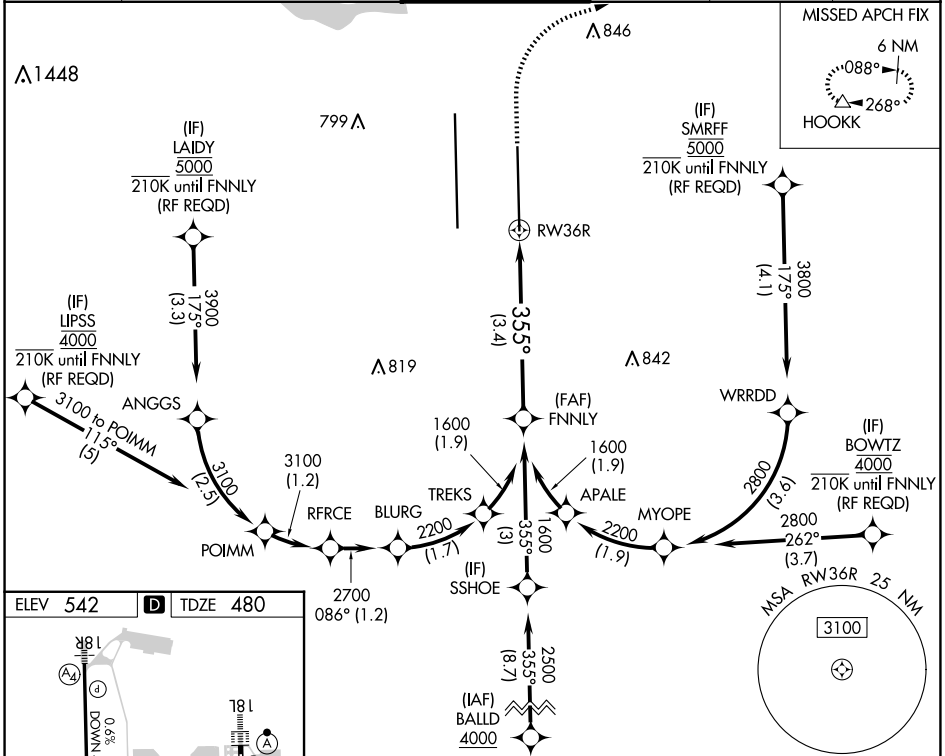 MISSED APCH FIX
6 NM
088°
268°
HOOKK
846
1448
799
(IF)
LAIDY
5000
210K until FNNLY
(RF REQD)
(IF)
SMRFF
5000
210K until FNNLY
(RF REQD)
RW36R
3900
175°
(3.3)
3800
175°
(4.1)
355°
(3.4)
(IF)
LIPSS
4000
210K until FNNLY
(RF REQD)
819
842
ANGGS
3100 to POIMM
115°
(5)
(FAF)
FNNLY
WRRDD
(IF)
BOWTZ
4000
210K until FNNLY
(RF REQD)
1600
(1.9)
1600
(1.9)
3100
(2.5)
3100
(1.2)
2800
(3.6)
RFRCE
BLURG
TREKS
APALE
MYOPE
2200
(1.7)
2200
(1.9)
2800
262°
(3.7)
POIMM
1600
355°
(3)
2700
086° (1.2)
(IF)
SSHOE
2500
355°
(8.7)
(IAF)
BALLD
4000
MSA RW36R 25 NM
3100
ELEV 542
D
TDZE 480
18R
A4
P
0.6%
DOWN
18L
A